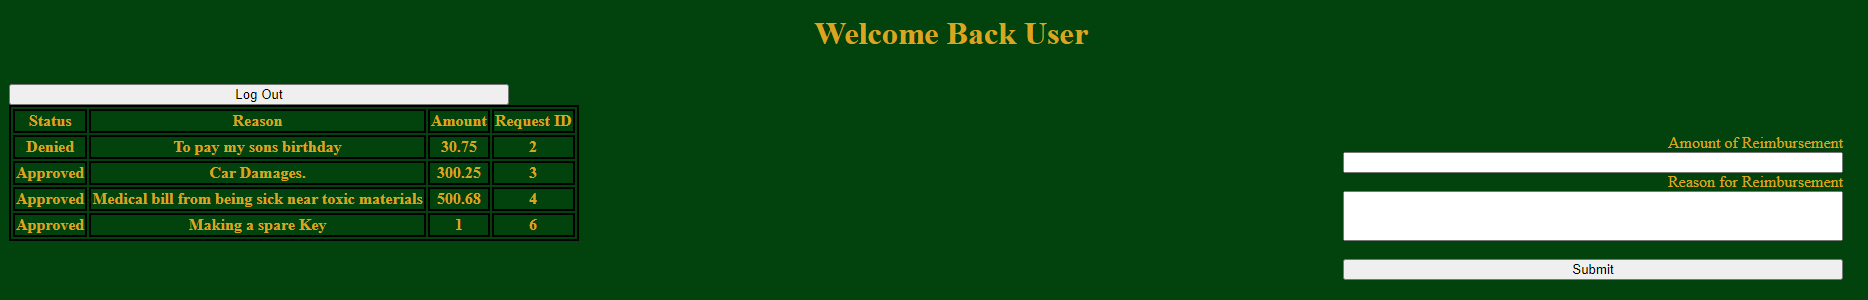 Welcome Back User
Log Out
Status Reason Amount Request ID
Denied To pay my sons birthday 30.75 2
Approved Car Damages. 300.25 3
Approved Medical bill from being sick near toxic materials 500.68 4
Approved Making a spare Key 1 6
Amount of Reimbursement
Reason for Reimbursement
Submit